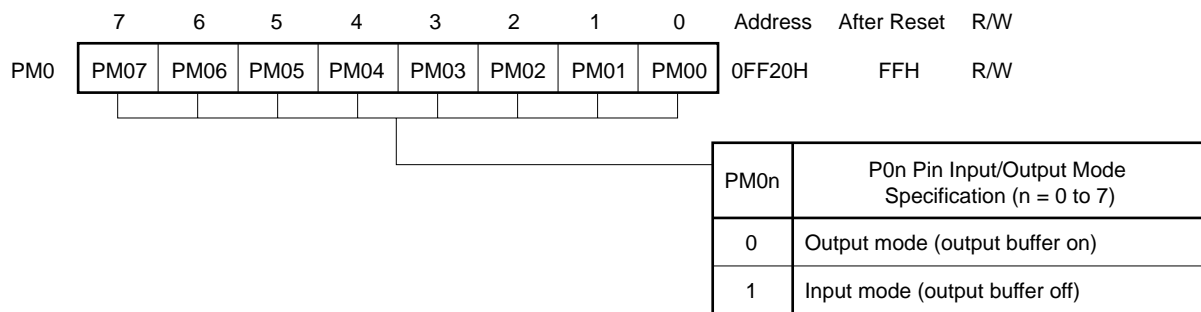 7 6 5 4 3 2 1 0 Address After Reset R/W
PM0 PM07 PM06 PM05 PM04 PM03 PM02 PM01 PM00 0FF20H FFH R/W
PM0n P0n Pin Input/Output Mode
Specification (n = 0 to 7)
0 Output mode (output buffer on)
1 Input mode (output buffer off)